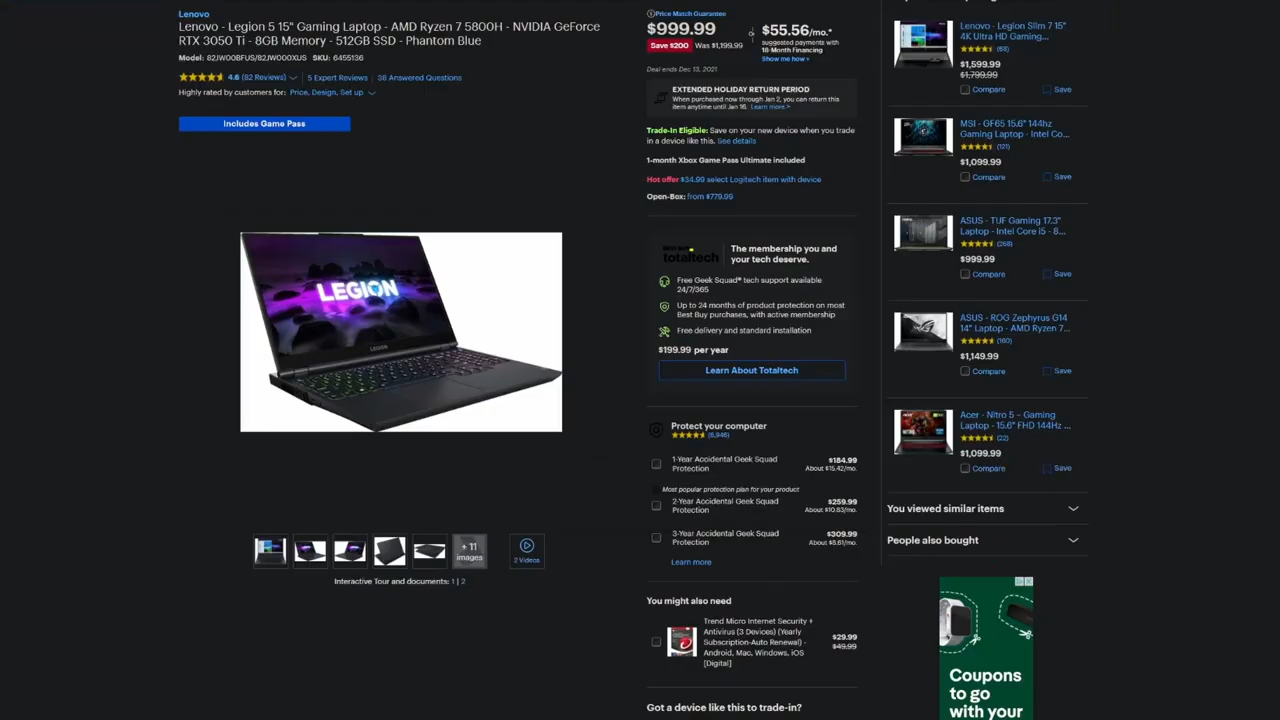 Lenovo
Lenovo - Legion 5 15" Gaming Laptop - AMD Ryzen 7 5800H - NVIDIA GeForce
RTX 3050 Ti - 8GB Memory - 512GB SSD - Phantom Blue
Model: 82JW00BFUS/82JW000XUS SKU: 6455136
4.6 (82 Reviews) 5 Expert Reviews 38 Answered Questions
Highly rated by customers for: Price, Design, Set up
Includes Game Pass
LEGION
LEGION
+ 11
images
2 Videos
Interactive Tour and documents: 1 | 2
Price Match Guarantee
$999.99
Save $200 Was $1,199.99
or
$55.56/mo.*
suggested payments with
18-Month Financing
Show me how >
Deal ends Dec 13, 2021
EXTENDED HOLIDAY RETURN PERIOD
When purchased now through Jan 2, you can return this
item anytime until Jan 16. Learn more >
Trade-In Eligible: Save on your new device when you trade
in a device like this. See details
1-month Xbox Game Pass Ultimate included
Hot offer $34.99 select Logitech item with device
Open-Box: from $779.99
totaltech
The membership you and
your tech deserve.
Free Geek Squad® tech support available
24/7/365
Up to 24 months of product protection on most
Best Buy purchases, with active membership
Free delivery and standard installation
$199.99 per year
Learn About Totaltech
Protect your computer
(6,946)
1-Year Accidental Geek Squad
Protection
$184.99
About $15.42/mo.
Most popular protection plan for your product
2-Year Accidental Geek Squad
Protection
$259.99
About $10.83/mo.
3-Year Accidental Geek Squad
Protection
$309.99
About $8.61/mo.
Learn more
You might also need
Trend Micro Internet Security +
Antivirus (3 Devices) (Yearly
Subscription-Auto Renewal) -
Android, Mac, Windows, iOS
[Digital]
$29.99
$49.99
Got a device like this to trade-in?
Lenovo - Legion Slim 7 15"
4K Ultra HD Gaming...
(68)
$1,599.99
$1,799.99
Compare Save
MSI - GF65 15.6" 144hz
Gaming Laptop - Intel Co...
(121)
$1,099.99
Compare Save
ASUS - TUF Gaming 17.3"
Laptop - Intel Core i5 - 8...
(268)
$999.99
Compare Save
ASUS - ROG Zephyrus G14
14" Laptop - AMD Ryzen 7...
(160)
$1,149.99
Compare Save
Acer - Nitro 5 – Gaming
Laptop - 15.6" FHD 144Hz ...
(22)
$1,099.99
Compare Save
You viewed similar items
People also bought
Coupons
to go
with your